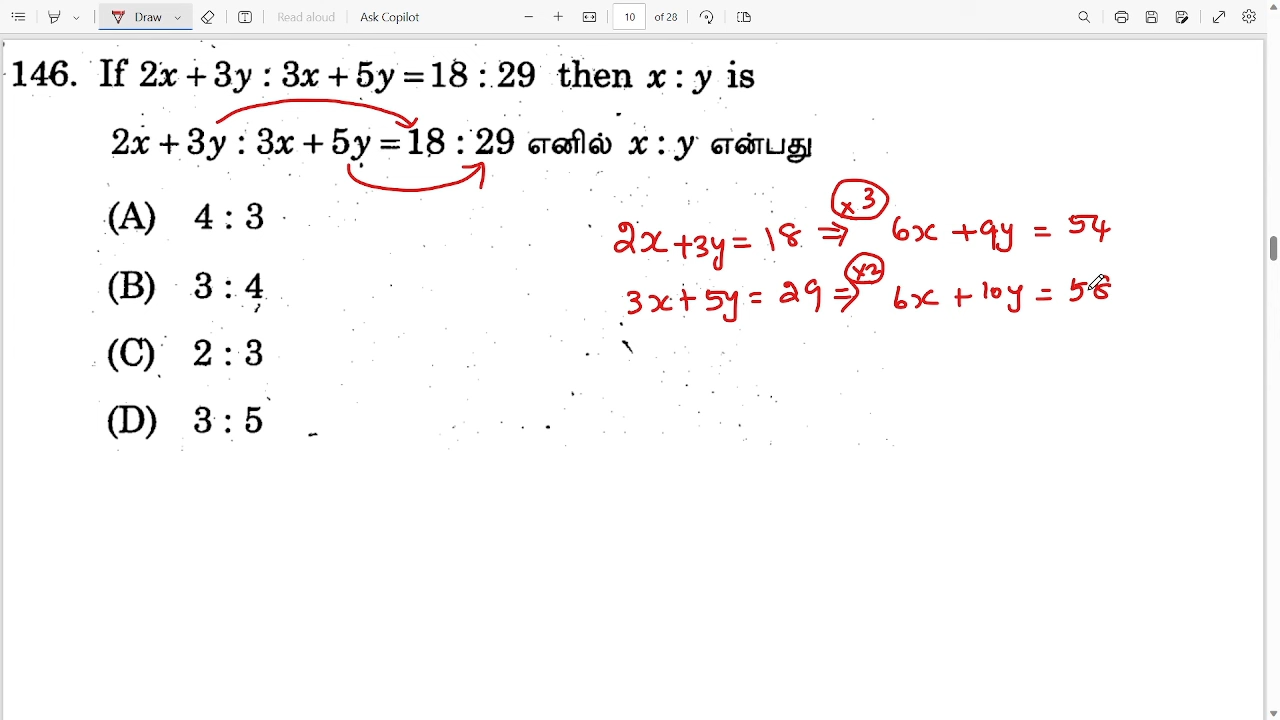 Draw
Read aloud
Ask Copilot
10 of 28
146. If 2x + 3y : 3x + 5y = 18 : 29 then x : y is
2x + 3y : 3x + 5y = 18 : 29 எனில் x : y என்பது
(A) 4 : 3
(B) 3 : 4
(C) 2 : 3
(D) 3 : 5
2x + 3y = 18 ⇒ ×3 6x + 9y = 54
3x + 5y = 29 ⇒ ×2 6x + 10y = 58